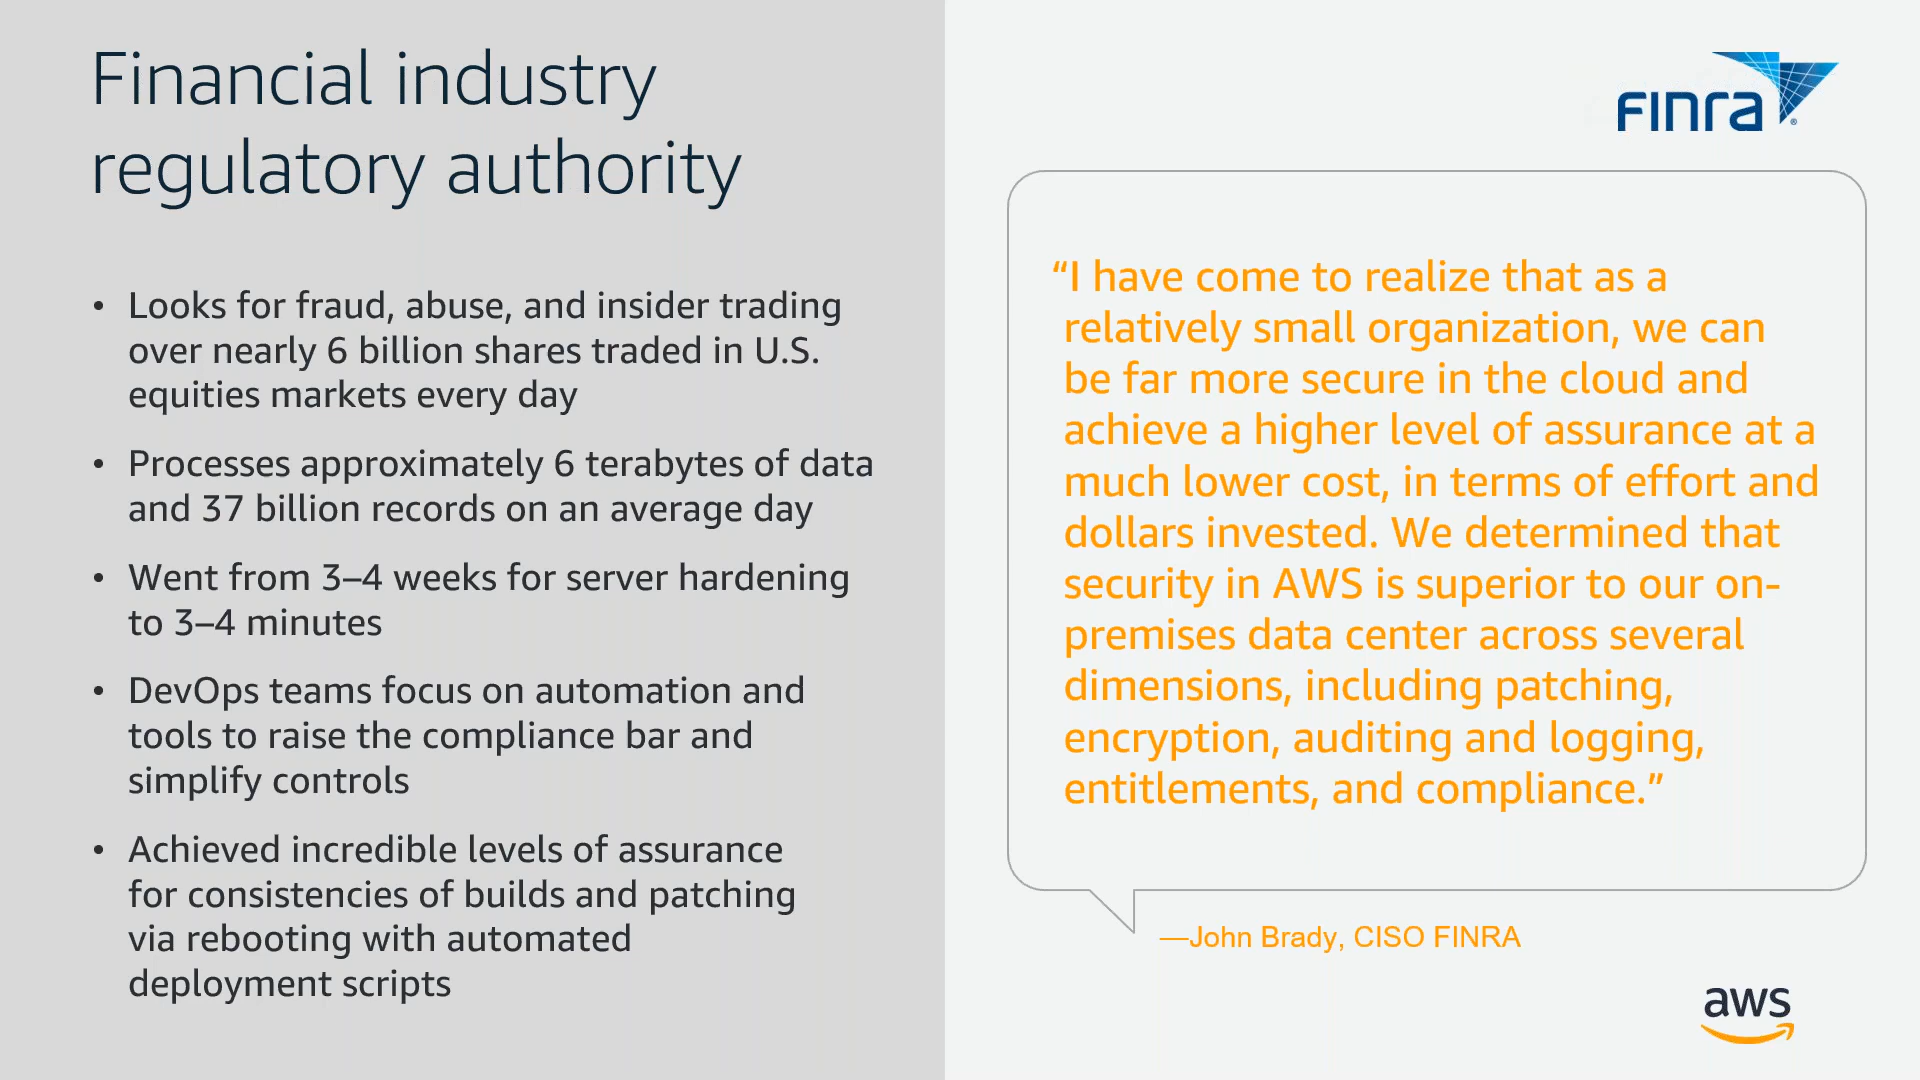 Financial industry
regulatory authority
• Looks for fraud, abuse, and insider trading
over nearly 6 billion shares traded in U.S.
equities markets every day
• Processes approximately 6 terabytes of data
and 37 billion records on an average day
• Went from 3–4 weeks for server hardening
to 3–4 minutes
• DevOps teams focus on automation and
tools to raise the compliance bar and
simplify controls
• Achieved incredible levels of assurance
for consistencies of builds and patching
via rebooting with automated
deployment scripts
finra®
“I have come to realize that as a
relatively small organization, we can
be far more secure in the cloud and
achieve a higher level of assurance at a
much lower cost, in terms of effort and
dollars invested. We determined that
security in AWS is superior to our on-
premises data center across several
dimensions, including patching,
encryption, auditing and logging,
entitlements, and compliance.”
—John Brady, CISO FINRA
aws